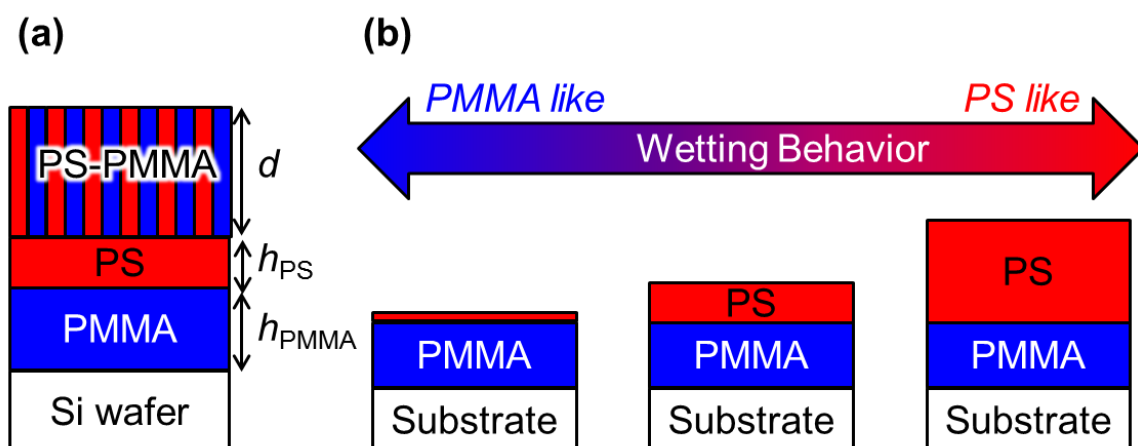 (a)
PS-PMMA
d
PS
hPS
PMMA
hPMMA
Si wafer
(b)
PMMA like
PS like
Wetting Behavior
PMMA
Substrate
PS
PMMA
Substrate
PS
PMMA
Substrate